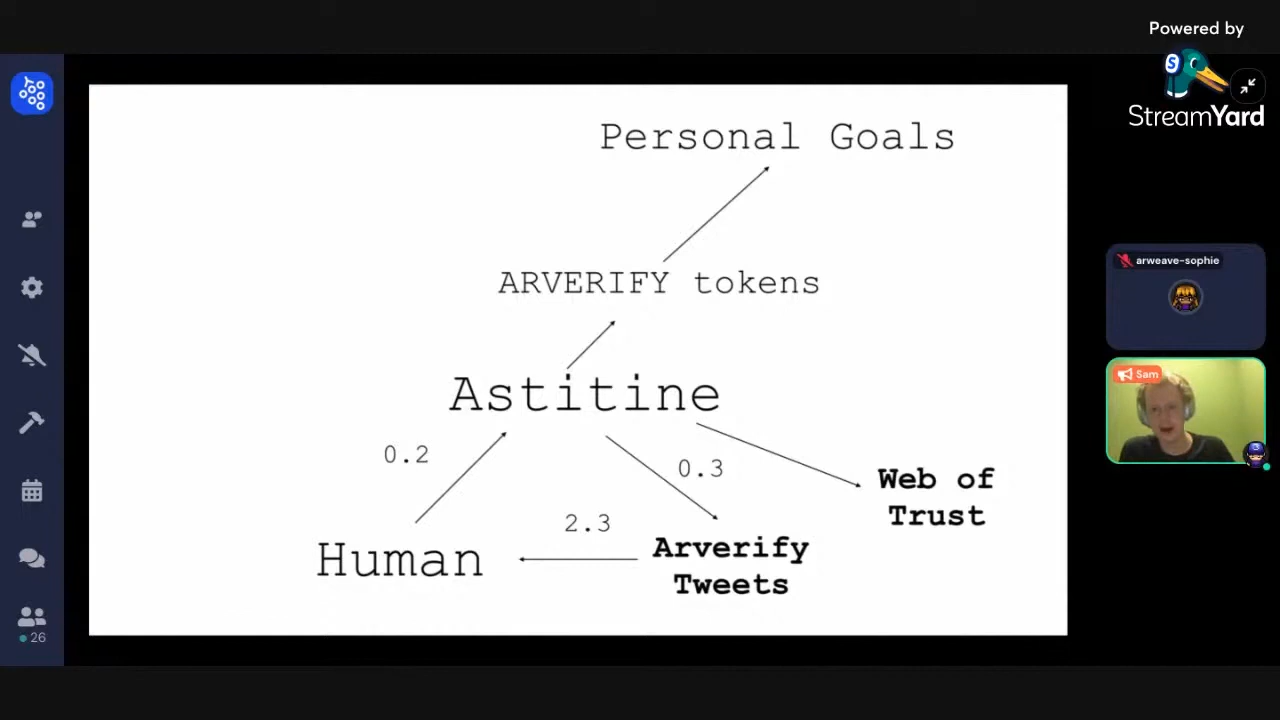 Powered by
StreamYard
Personal Goals
arweave-sophie
ARVERIFY tokens
Sam
Astitine
0.2
0.3
Web of
Trust
2.3
Human
Arverify
Tweets
26